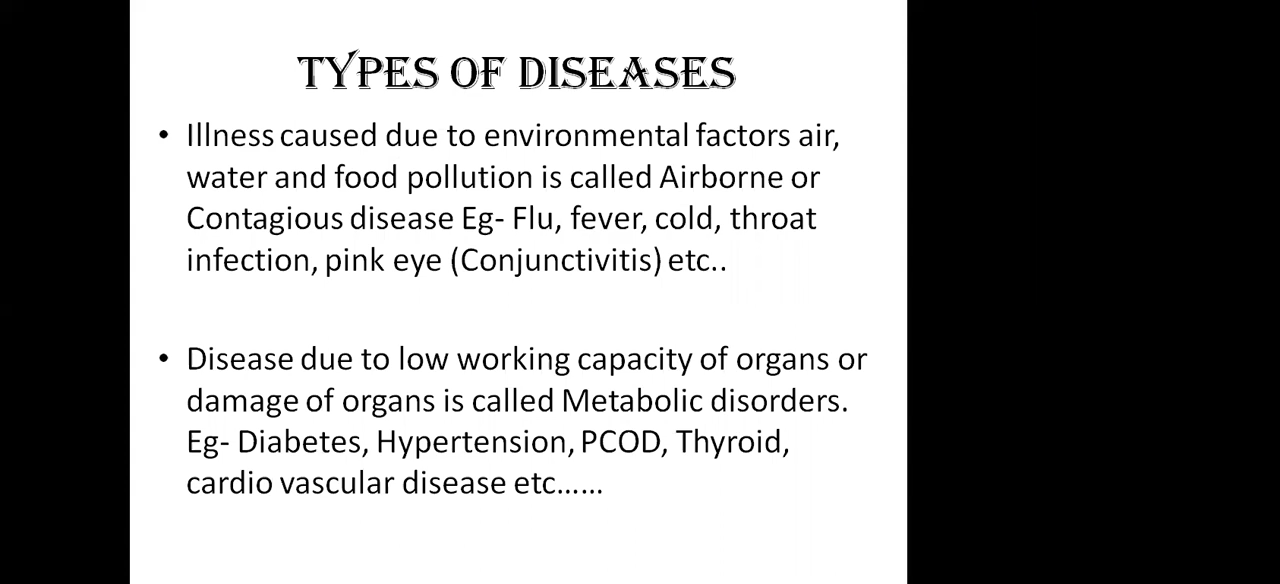 TYPES OF DISEASES
• Illness caused due to environmental factors air,
water and food pollution is called Airborne or
Contagious disease Eg- Flu, fever, cold, throat
infection, pink eye (Conjunctivitis) etc..
• Disease due to low working capacity of organs or
damage of organs is called Metabolic disorders.
Eg- Diabetes, Hypertension, PCOD, Thyroid,
cardio vascular disease etc......